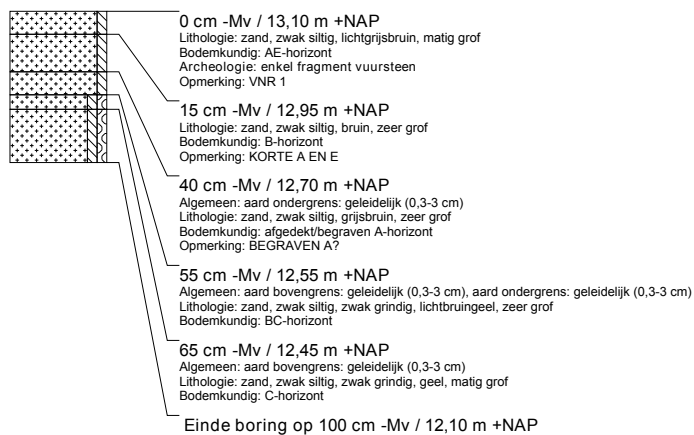 0 cm -Mv / 13,10 m +NAP
Lithologie: zand, zwak siltig, lichtgrijsbruin, matig grof
Bodemkundig: AE-horizont
Archeologie: enkel fragment vuursteen
Opmerking: VNR 1
15 cm -Mv / 12,95 m +NAP
Lithologie: zand, zwak siltig, bruin, zeer grof
Bodemkundig: B-horizont
Opmerking: KORTE A EN E
40 cm -Mv / 12,70 m +NAP
Algemeen: aard ondergrens: geleidelijk (0,3-3 cm)
Lithologie: zand, zwak siltig, grijsbruin, zeer grof
Bodemkundig: afgedekt/begraven A-horizont
Opmerking: BEGRAVEN A?
55 cm -Mv / 12,55 m +NAP
Algemeen: aard bovengrens: geleidelijk (0,3-3 cm), aard ondergrens: geleidelijk (0,3-3 cm)
Lithologie: zand, zwak siltig, zwak grindig, lichtbruingeel, zeer grof
Bodemkundig: BC-horizont
65 cm -Mv / 12,45 m +NAP
Algemeen: aard bovengrens: geleidelijk (0,3-3 cm)
Lithologie: zand, zwak siltig, zwak grindig, geel, matig grof
Bodemkundig: C-horizont
Einde boring op 100 cm -Mv / 12,10 m +NAP